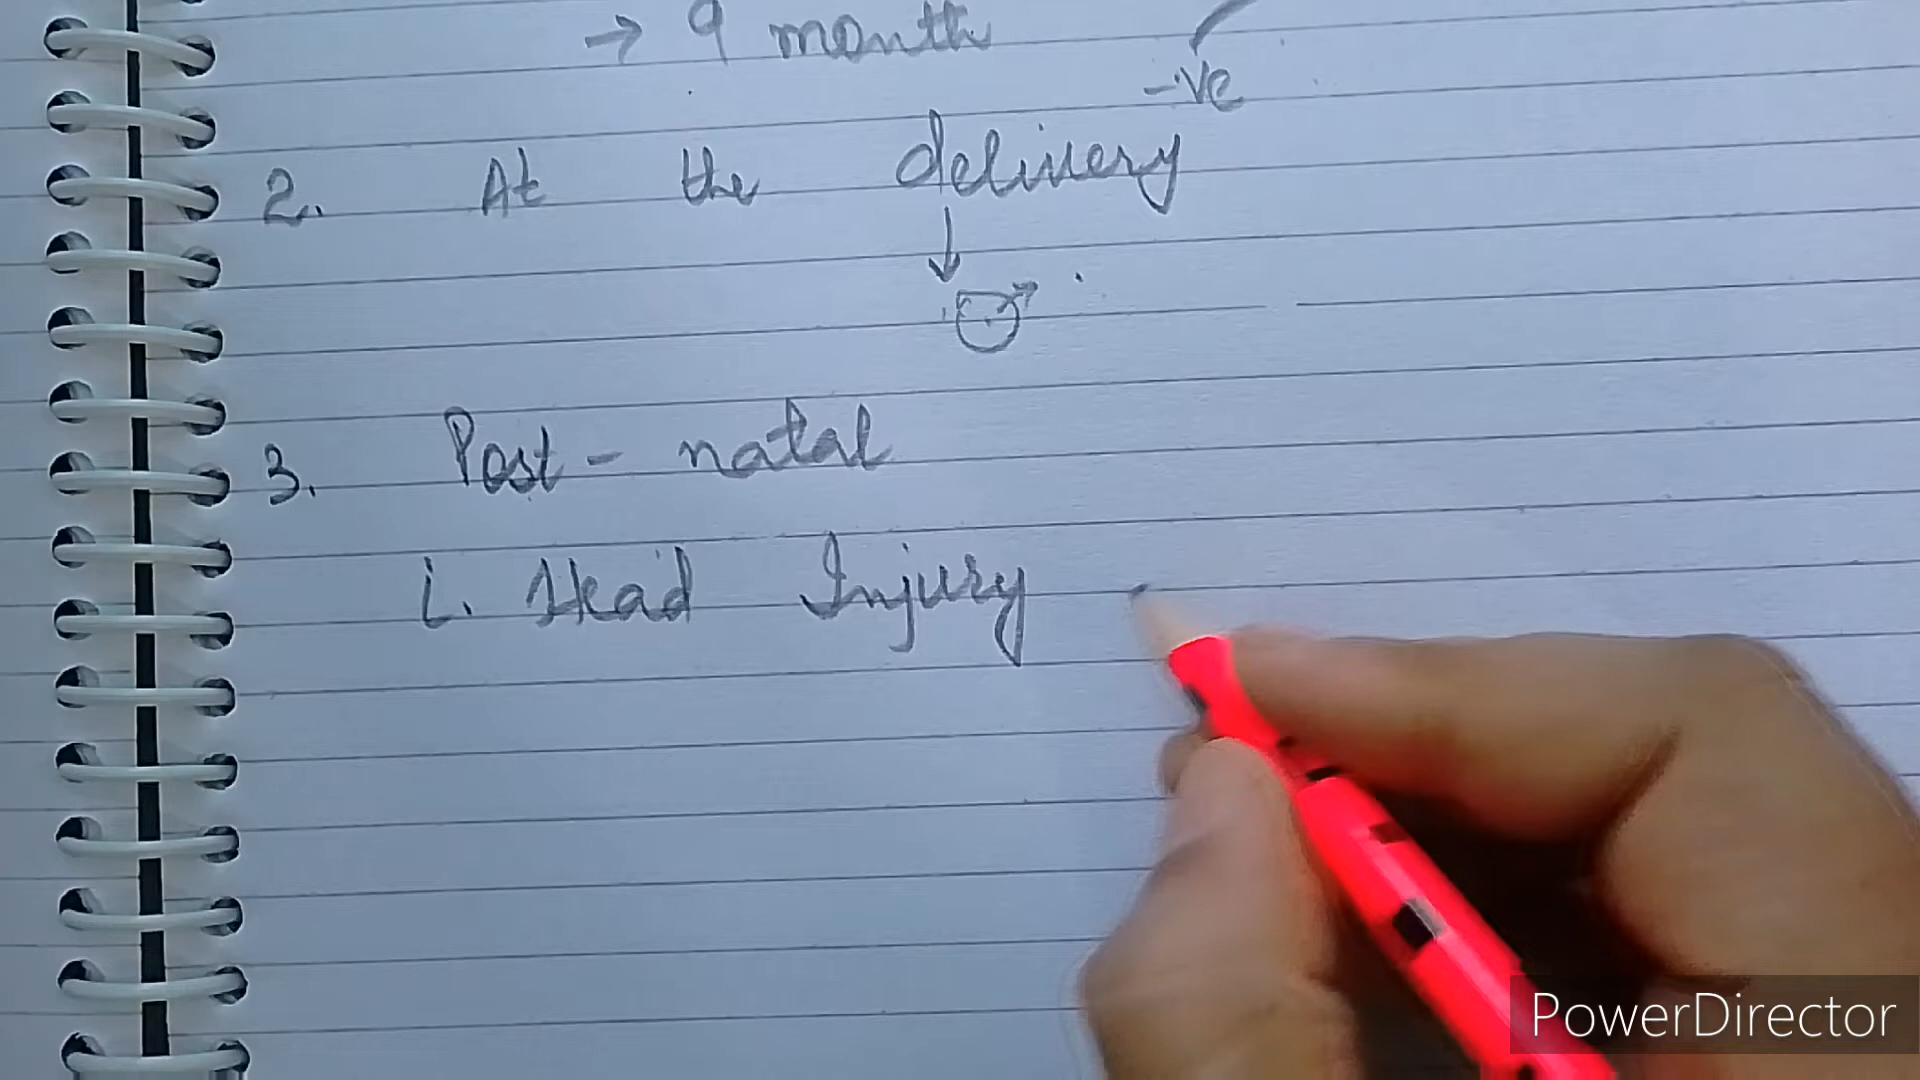 → 9 month
-ve
2. At the delivery
↓
3. Post - natal
i. Head Injury
PowerDirector